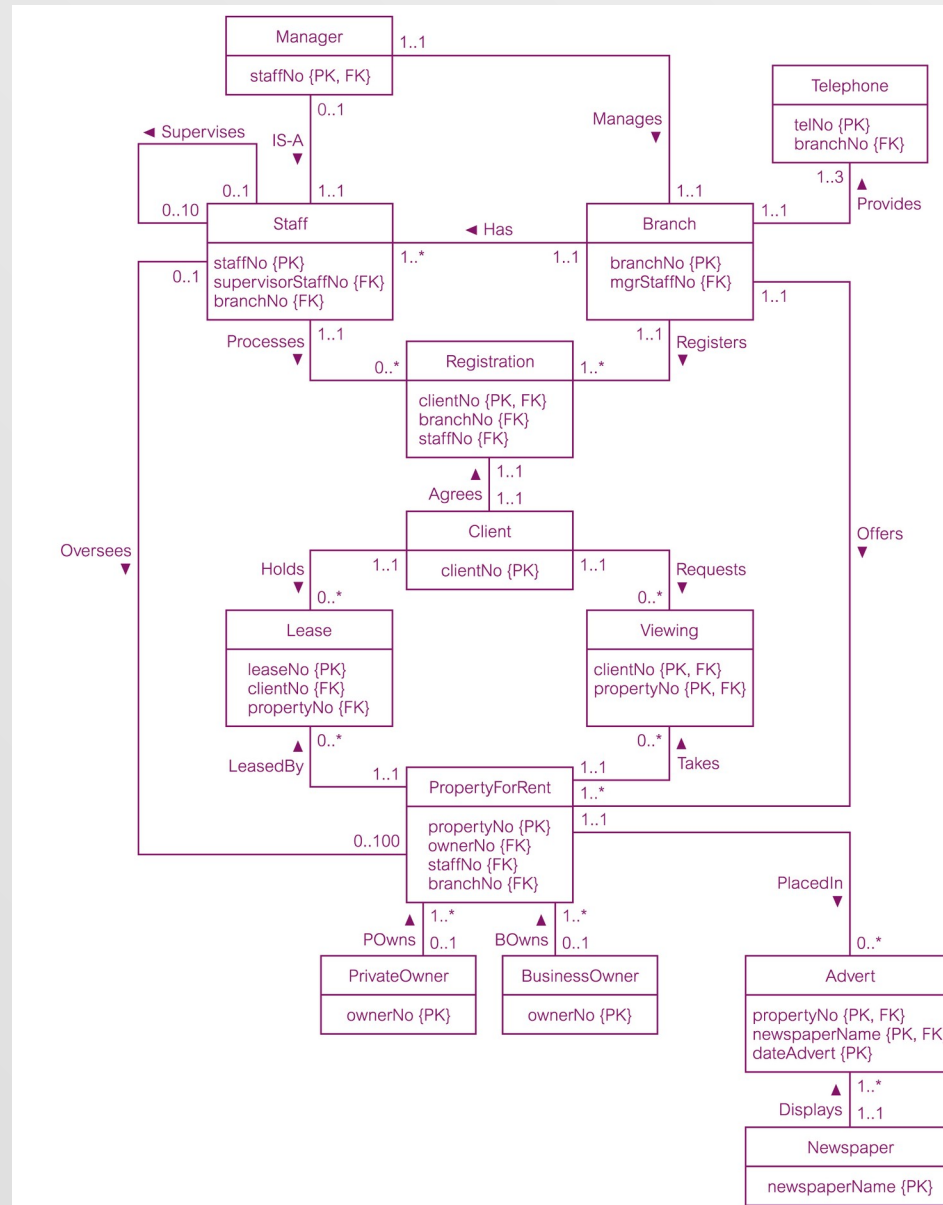 Manager
staffNo {PK, FK}
1..1
Telephone
telNo {PK}
branchNo {FK}
◄ Supervises
0..1
IS-A
▼
Manages
▼
0..1
0..10
1..1
1..1
1..1
1..3
▲
Provides
Staff
staffNo {PK}
supervisorStaffNo {FK}
branchNo {FK}
◄ Has
1..*
1..1
Branch
branchNo {PK}
mgrStaffNo {FK}
0..1
1..1
Processes
▼
1..1
0..*
1..1
Registers
▼
1..*
Registration
clientNo {PK, FK}
branchNo {FK}
staffNo {FK}
▲
1..1
Agrees
1..1
Client
clientNo {PK}
Oversees
▼
Offers
▼
Holds
▼
1..1
0..*
1..1
Requests
▼
0..*
Lease
leaseNo {PK}
clientNo {FK}
propertyNo {FK}
Viewing
clientNo {PK, FK}
propertyNo {PK, FK}
▲
0..*
LeasedBy
1..1
0..*
▲
Takes
1..1
1..*
1..1
PropertyForRent
propertyNo {PK}
ownerNo {FK}
staffNo {FK}
branchNo {FK}
0..100
PlacedIn
▼
▲
1..*
POwns
0..1
▲
1..*
BOwns
0..1
0..*
PrivateOwner
ownerNo {PK}
BusinessOwner
ownerNo {PK}
Advert
propertyNo {PK, FK}
newspaperName {PK, FK
dateAdvert {PK}
▲
1..*
Displays
1..1
Newspaper
newspaperName {PK}